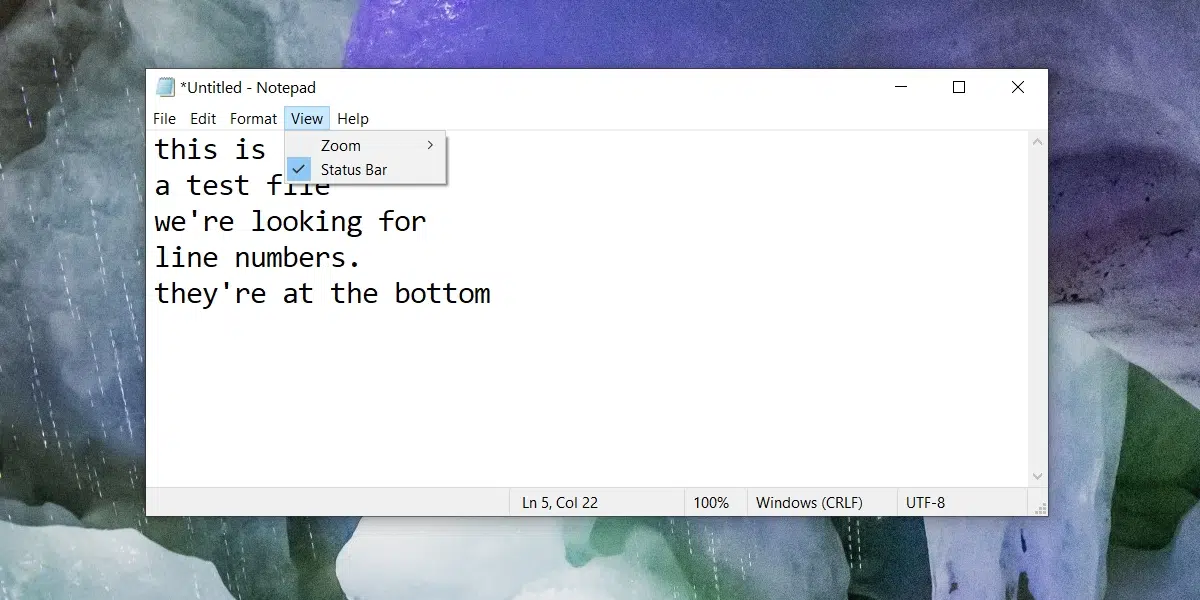 *Untitled - Notepad
File Edit Format View Help
Zoom
Status Bar
this is
a test file
we're looking for
line numbers.
they're at the bottom
Ln 5, Col 22 100% Windows (CRLF) UTF-8